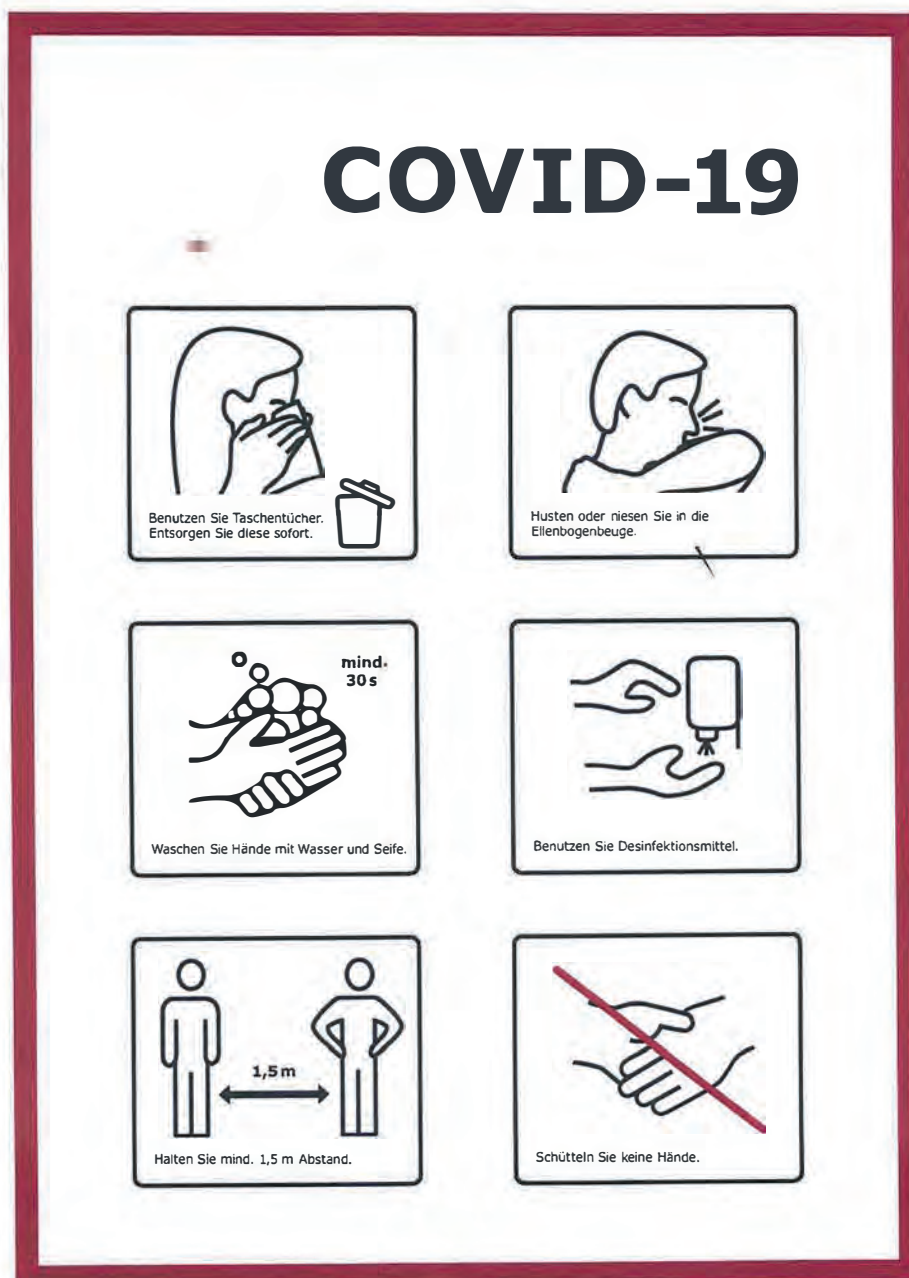 COVID-19
Benutzen Sie Taschentücher.
Entsorgen Sie diese sofort.
Husten oder niesen Sie in die
Ellenbogenbeuge.
mind.
30 s
Waschen Sie Hände mit Wasser und Seife.
Benutzen Sie Desinfektionsmittel.
1,5 m
Halten Sie mind. 1,5 m Abstand.
Schütteln Sie keine Hände.